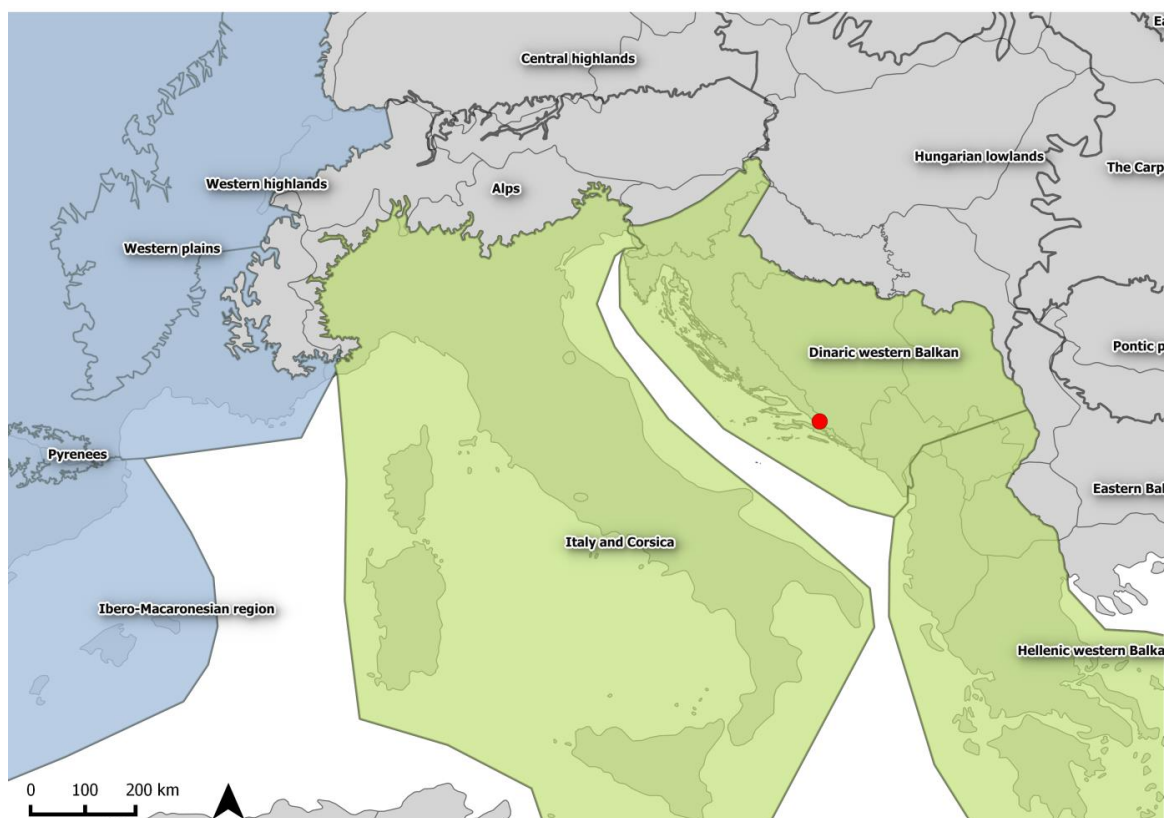 Ea
Central highlands
Hungarian lowlands
The Carp
Western highlands
Alps
Western plains
Dinaric western Balkan
Pontic p
Pyrenees
Eastern Bal
Italy and Corsica
Ibero-Macaronesian region
Hellenic western Balka
0 100 200 km